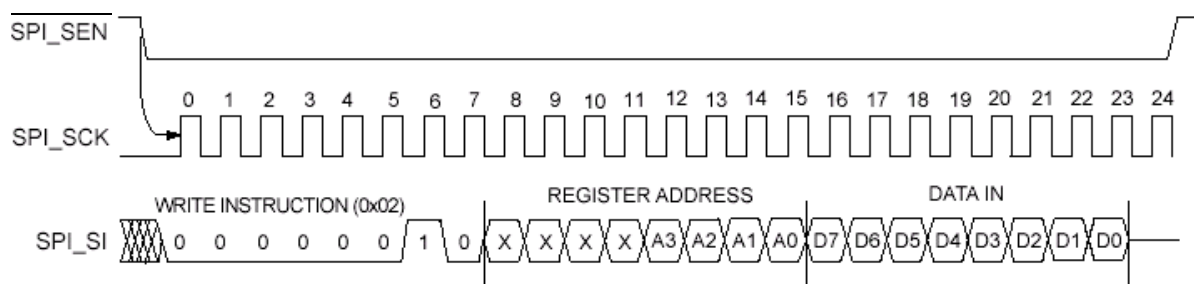 SPI_SEN
0 1 2 3 4 5 6 7 8 9 10 11 12 13 14 15 16 17 18 19 20 21 22 23 24
SPI_SCK
WRITE INSTRUCTION (0x02) REGISTER ADDRESS DATA IN
SPI_SI 0 0 0 0 0 0 1 0 X X X X A3 A2 A1 A0 D7 D6 D5 D4 D3 D2 D1 D0